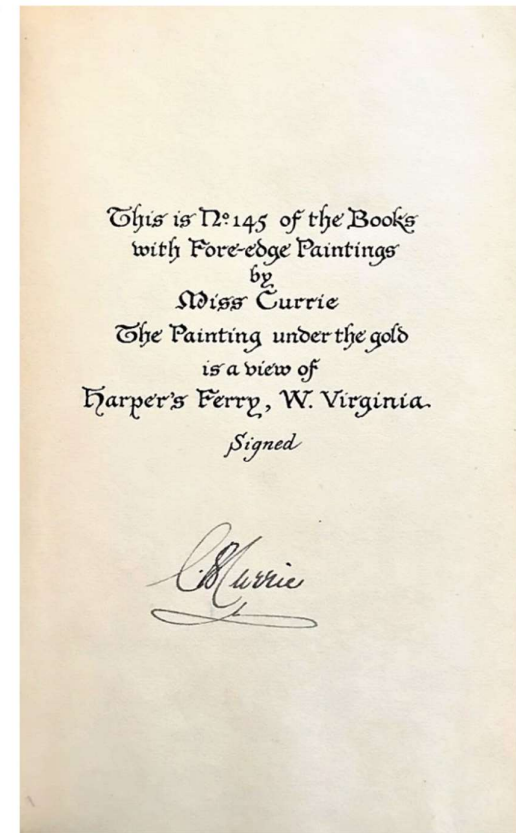 This is Nº 145 of the Books
with Fore-edge Paintings
by
Miss Currie
The Painting under the gold
is a view of
Harper's Ferry, W. Virginia.
Signed
C B Currie